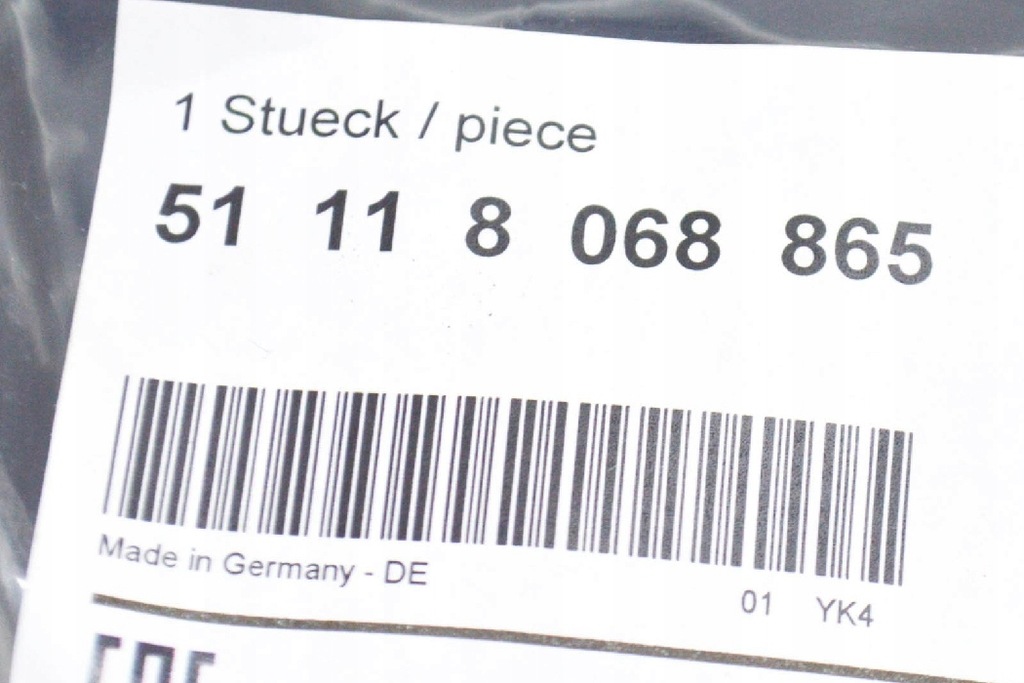 1 Stueck / piece
51 11 8 068 865
Made in Germany - DE
01 YK4